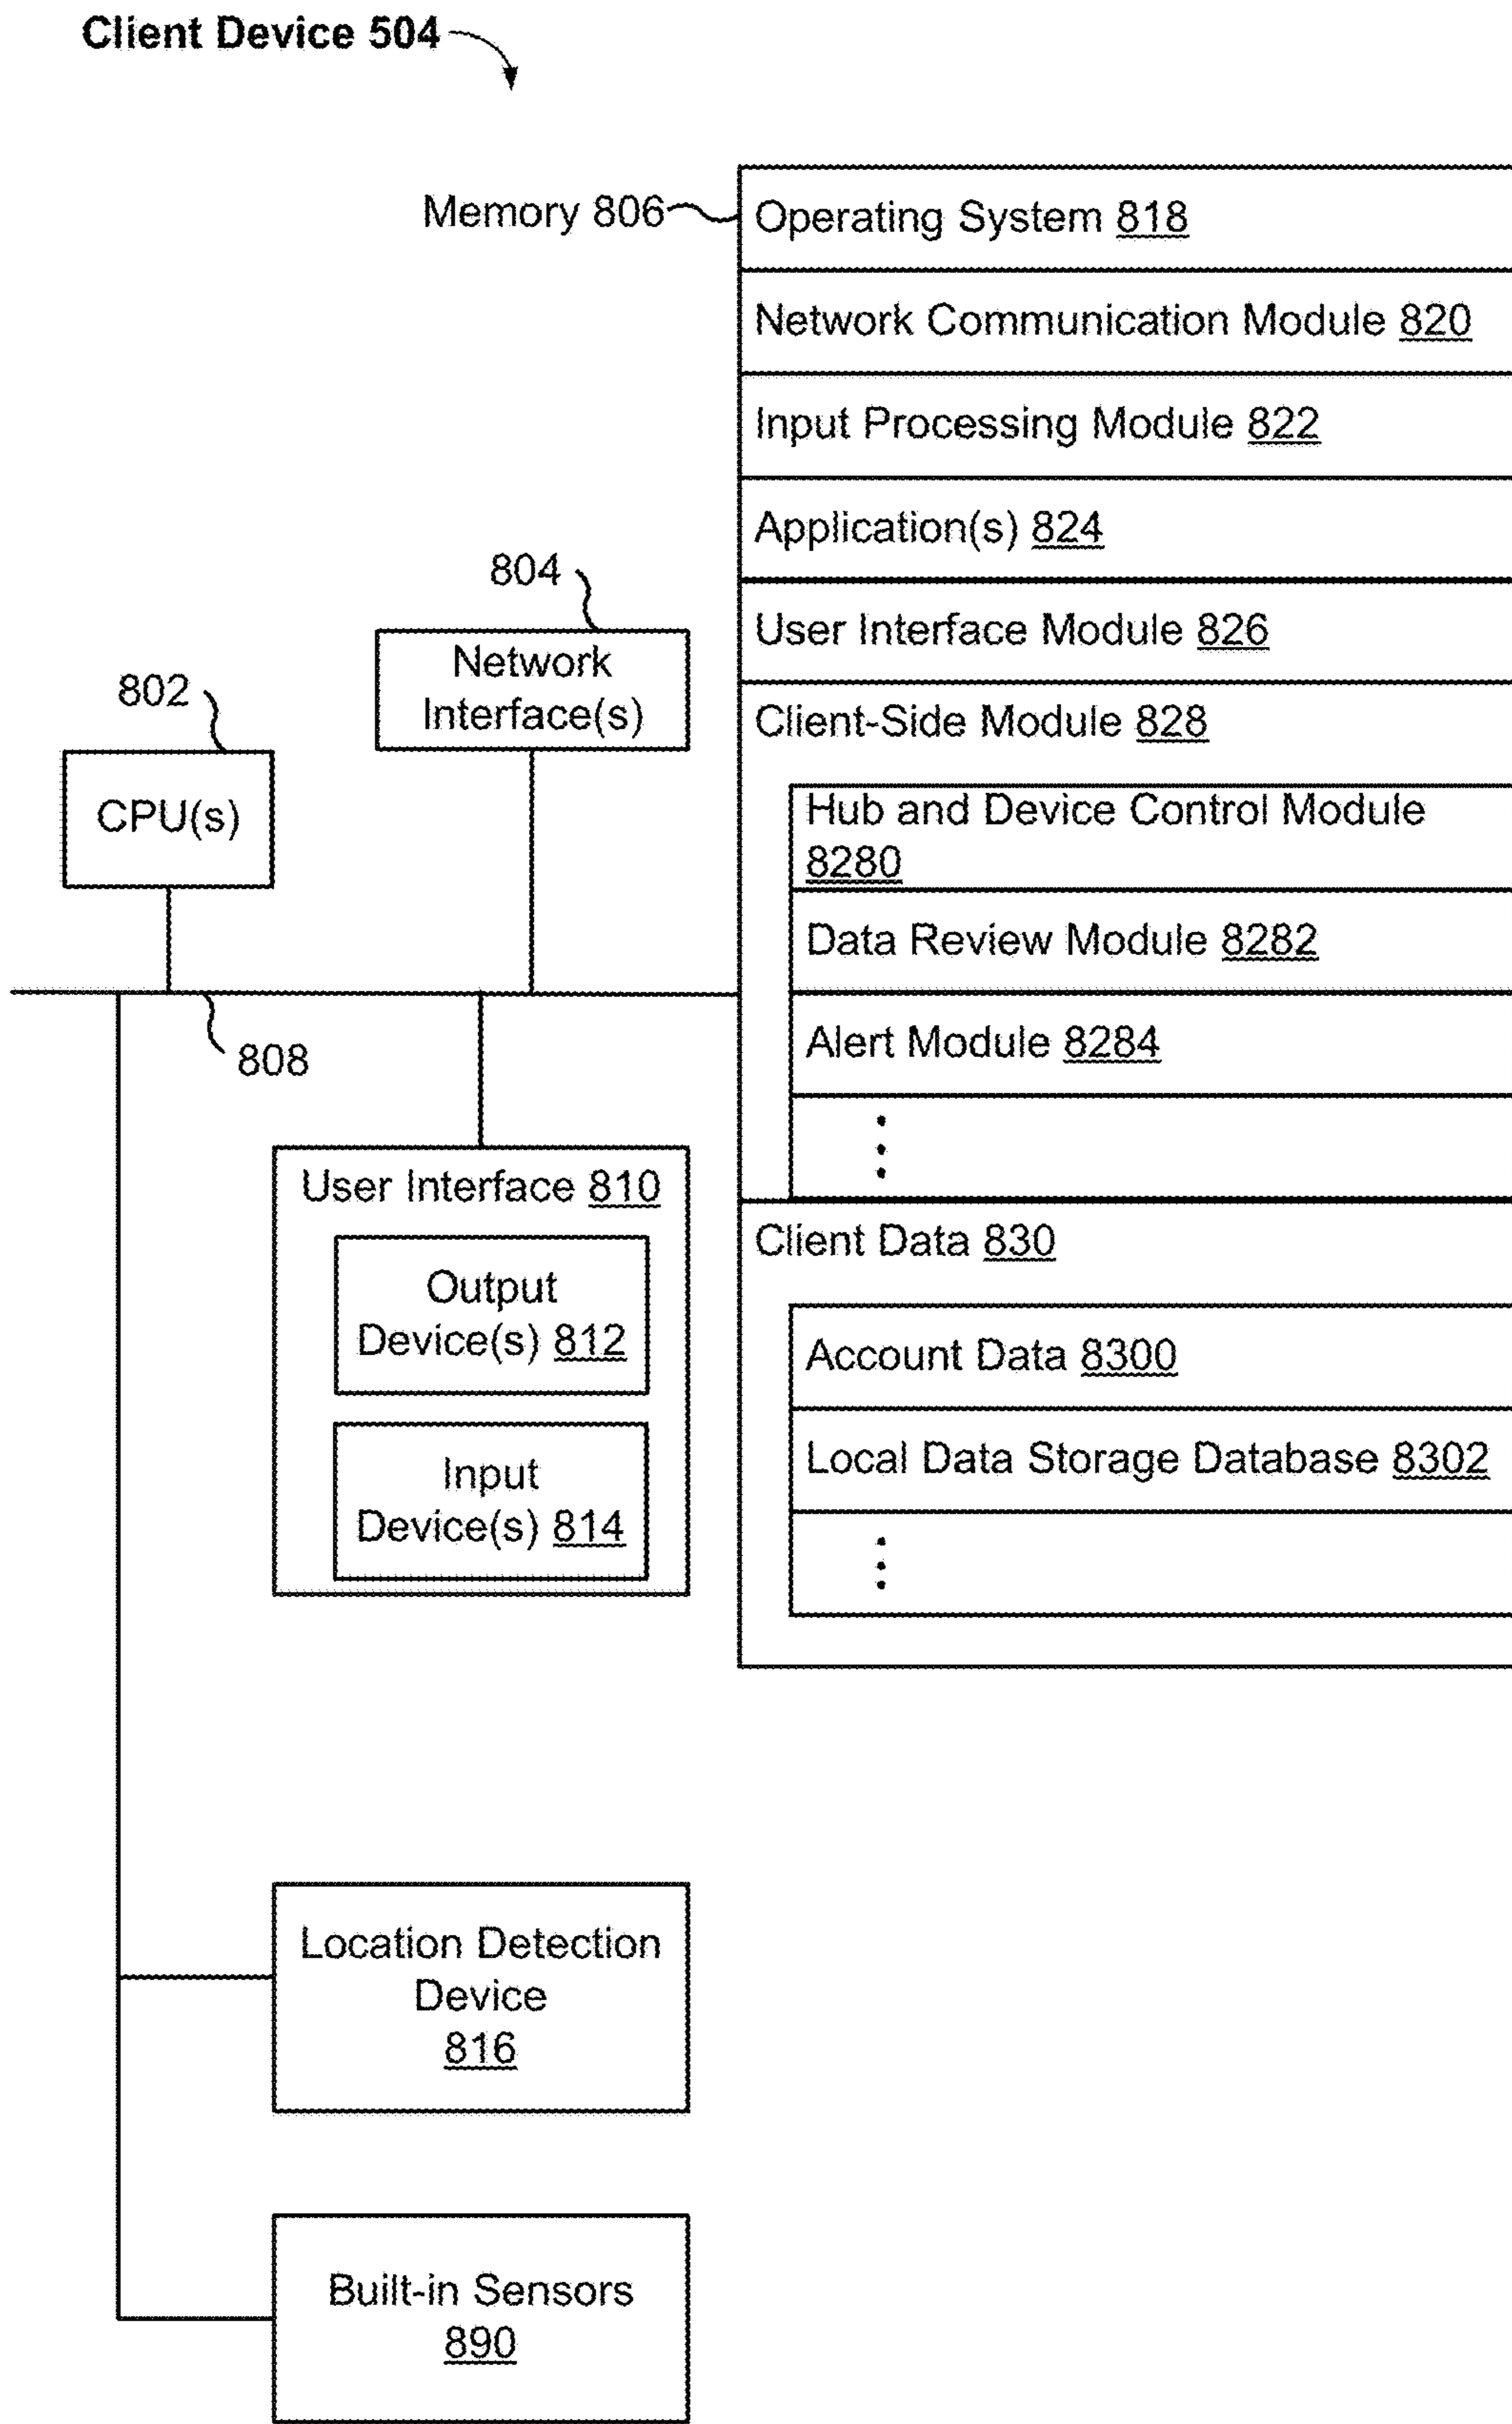 Client Device 504
Memory 806
Operating System 818
Network Communication Module 820
Input Processing Module 822
Application(s) 824
User Interface Module 826
Client-Side Module 828
Hub and Device Control Module
8280
Data Review Module 8282
Alert Module 8284
Client Data 830
Account Data 8300
Local Data Storage Database 8302
804
Network
Interface(s)
802
CPU(s)
808
User Interface 810
Output
Device(s) 812
Input
Device(s) 814
Location Detection
Device
816
Built-in Sensors
890